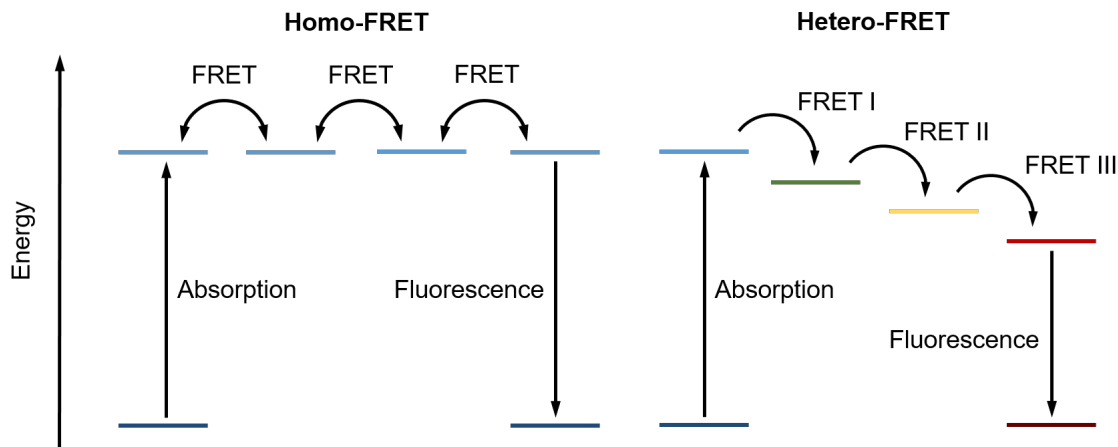 Homo-FRET
Hetero-FRET
FRET
FRET
FRET
FRET I
FRET II
FRET III
Energy
Absorption
Fluorescence
Absorption
Fluorescence